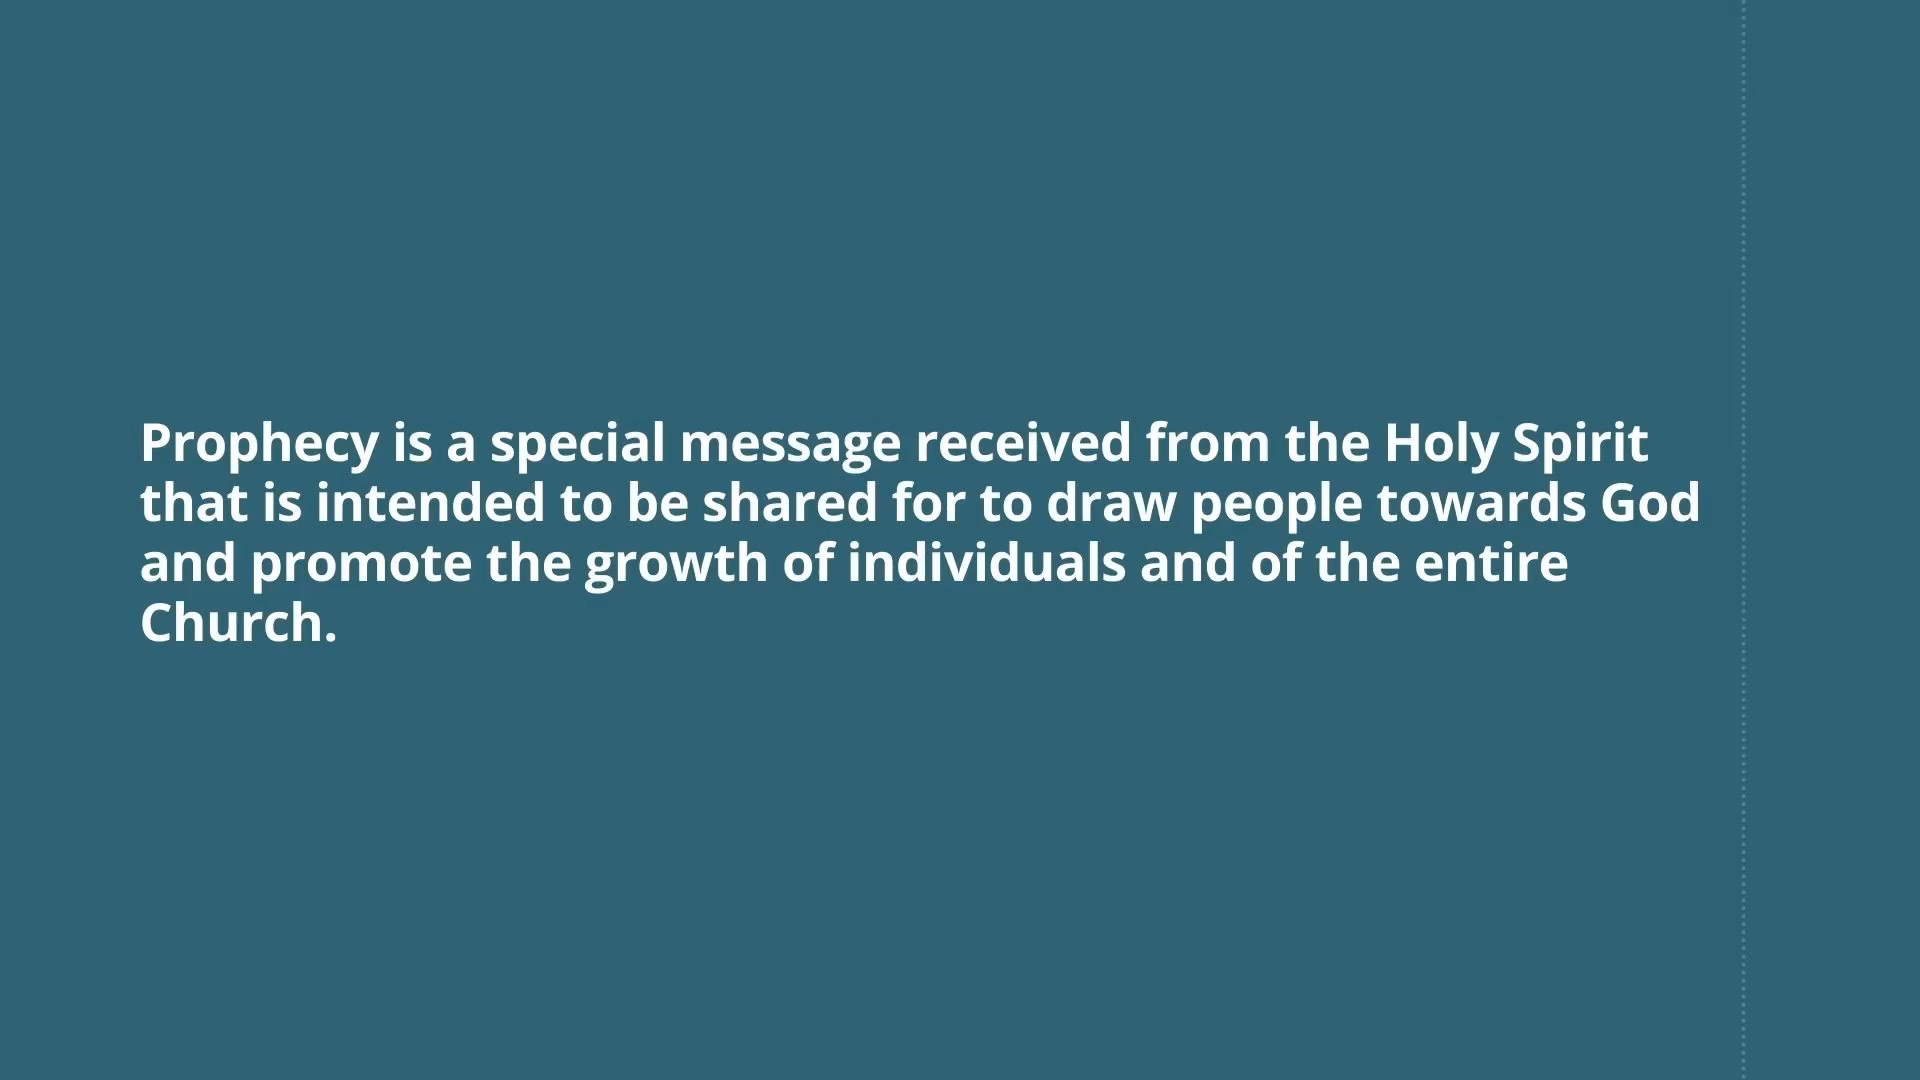 Prophecy is a special message received from the Holy Spirit
that is intended to be shared for to draw people towards God
and promote the growth of individuals and of the entire
Church.